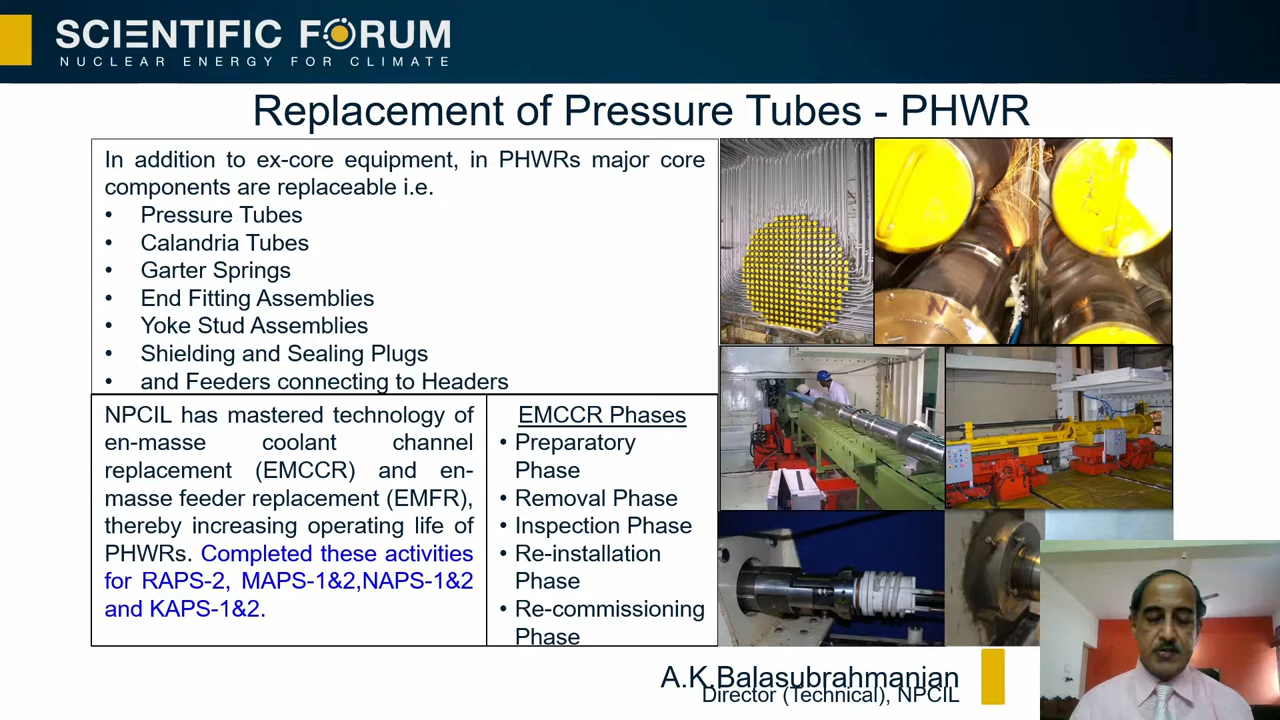 SCIENTIFIC FORUM
NUCLEAR ENERGY FOR CLIMATE
Replacement of Pressure Tubes - PHWR
In addition to ex-core equipment, in PHWRs major core
components are replaceable i.e.
• Pressure Tubes
• Calandria Tubes
• Garter Springs
• End Fitting Assemblies
• Yoke Stud Assemblies
• Shielding and Sealing Plugs
• and Feeders connecting to Headers
NPCIL has mastered technology of
en-masse coolant channel
replacement (EMCCR) and en-
masse feeder replacement (EMFR),
thereby increasing operating life of
PHWRs. Completed these activities
for RAPS-2, MAPS-1&2,NAPS-1&2
and KAPS-1&2.
EMCCR Phases
• Preparatory
Phase
• Removal Phase
• Inspection Phase
• Re-installation
Phase
• Re-commissioning
Phase
A.K.Balasubrahmanian
Director (Technical), NPCIL